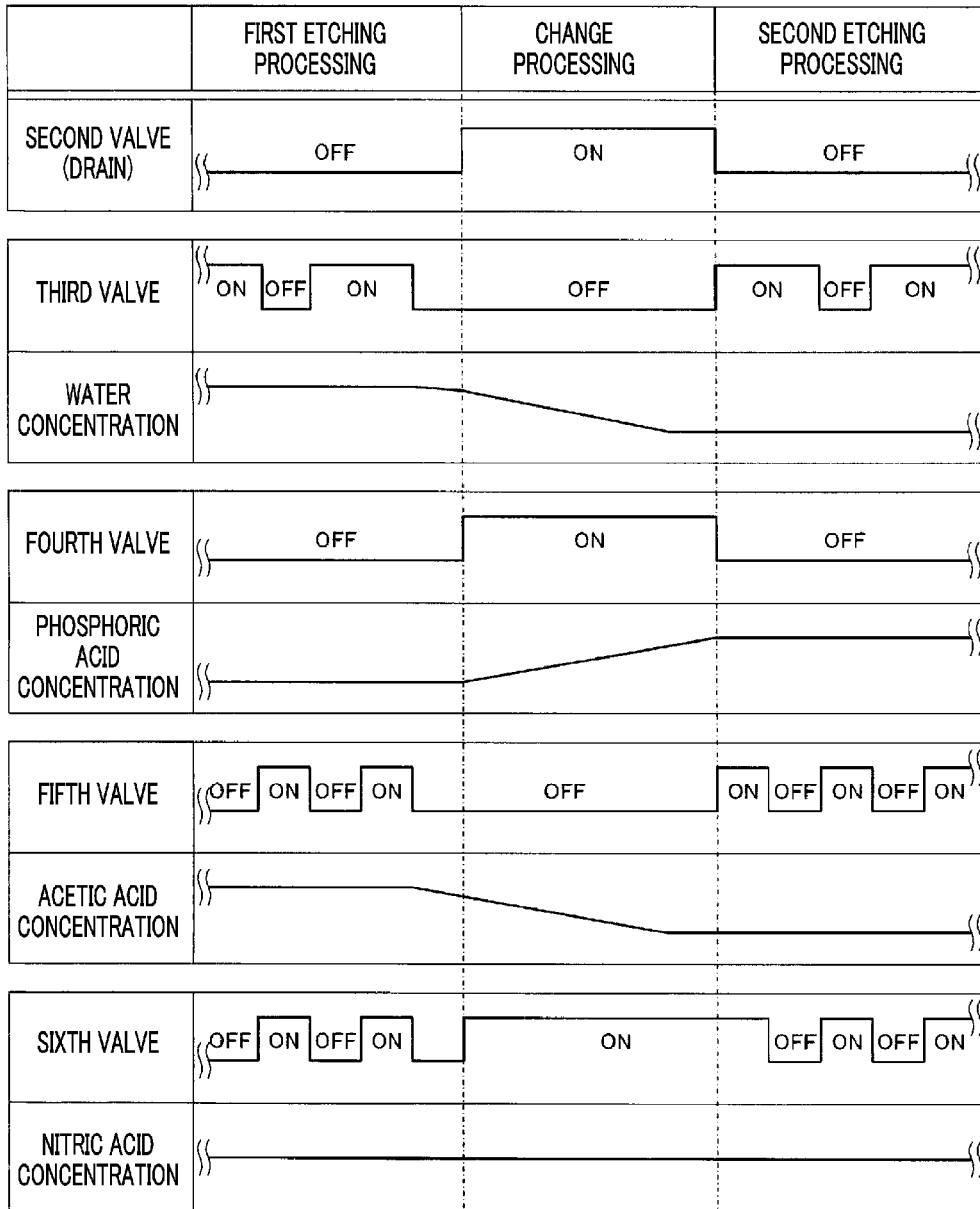 FIRST ETCHING
PROCESSING
CHANGE
PROCESSING
SECOND ETCHING
PROCESSING
SECOND VALVE
(DRAIN)
OFF
ON
OFF
THIRD VALVE
ON OFF ON OFF ON OFF ON
WATER
CONCENTRATION
FOURTH VALVE
OFF
ON
OFF
PHOSPHORIC
ACID
CONCENTRATION
FIFTH VALVE
OFF ON OFF ON OFF ON OFF ON OFF ON
ACETIC ACID
CONCENTRATION
SIXTH VALVE
OFF ON OFF ON ON OFF ON OFF ON
NITRIC ACID
CONCENTRATION